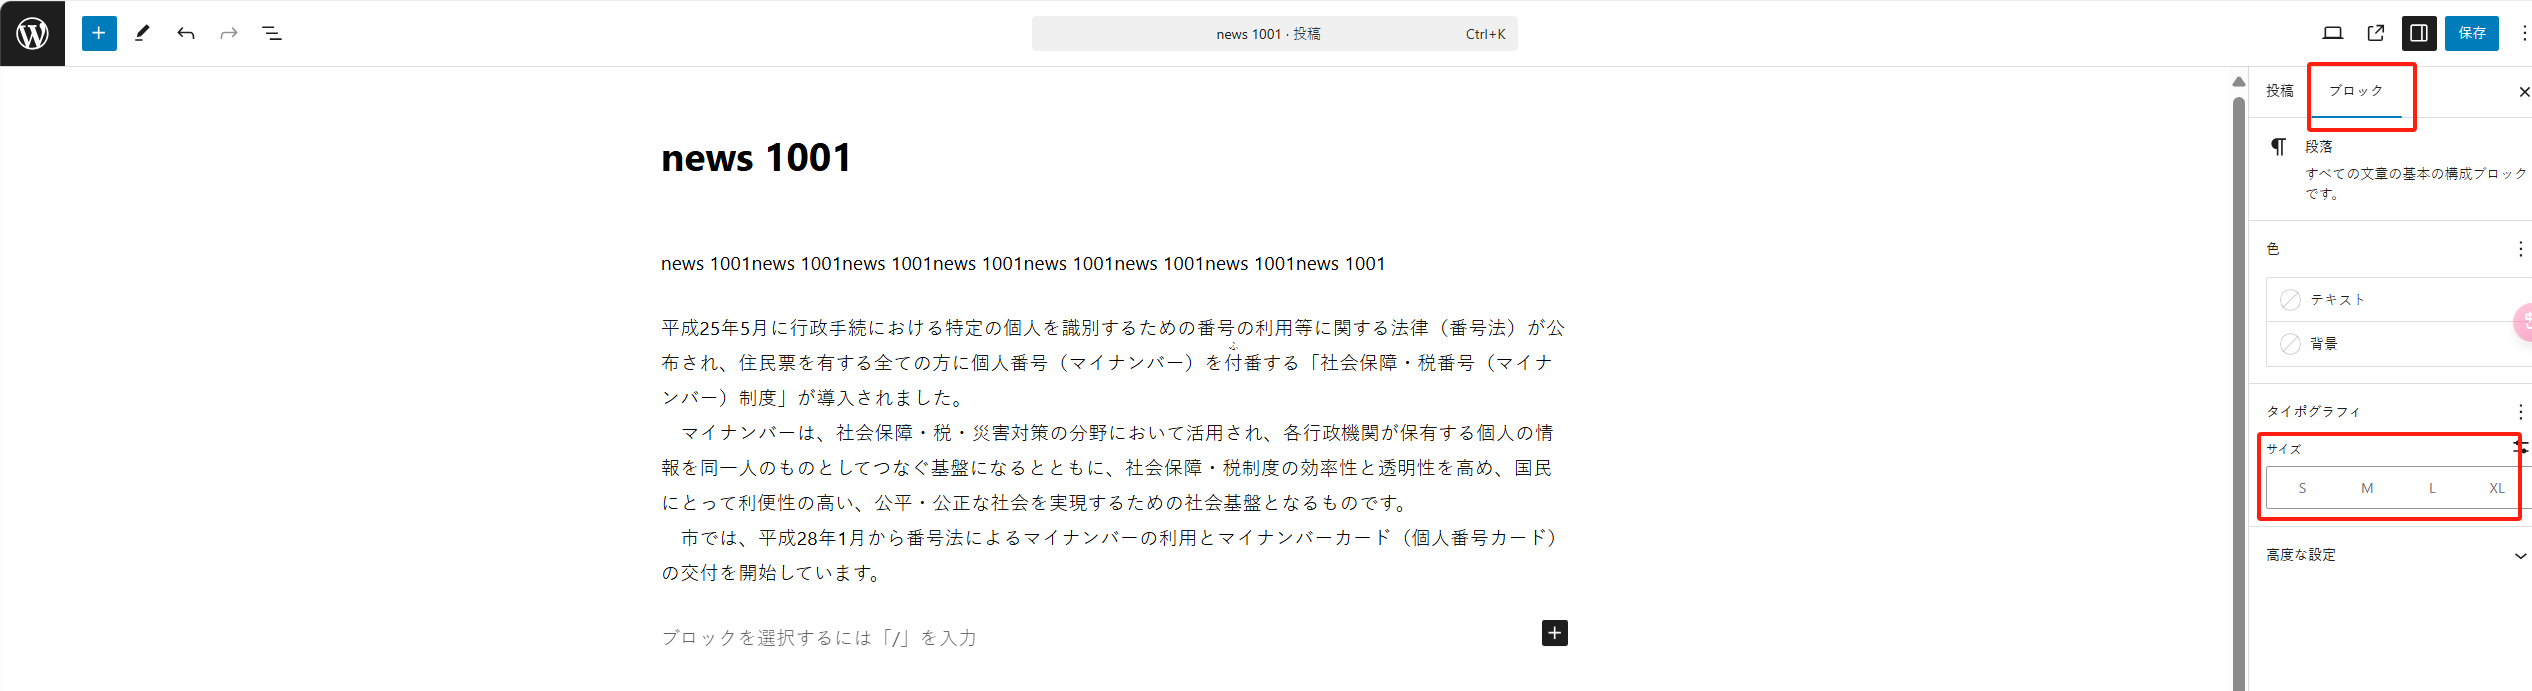 news 1001 · 投稿 Ctrl+K
保存
投稿 ブロック
段落
すべての文章の基本の構成ブロック
です。
色
テキスト
背景
タイポグラフィ
サイズ
S M L XL
高度な設定
news 1001
news 1001news 1001news 1001news 1001news 1001news 1001news 1001news 1001
平成25年5月に行政手続における特定の個人を識別するための番号の利用等に関する法律（番号法）が公
ふ
布され、住民票を有する全ての方に個人番号（マイナンバー）を付番する「社会保障・税番号（マイナ
ンバー）制度」が導入されました。
　マイナンバーは、社会保障・税・災害対策の分野において活用され、各行政機関が保有する個人の情
報を同一人のものとしてつなぐ基盤になるとともに、社会保障・税制度の効率性と透明性を高め、国民
にとって利便性の高い、公平・公正な社会を実現するための社会基盤となるものです。
　市では、平成28年1月から番号法によるマイナンバーの利用とマイナンバーカード（個人番号カード）
の交付を開始しています。
ブロックを選択するには「/」を入力